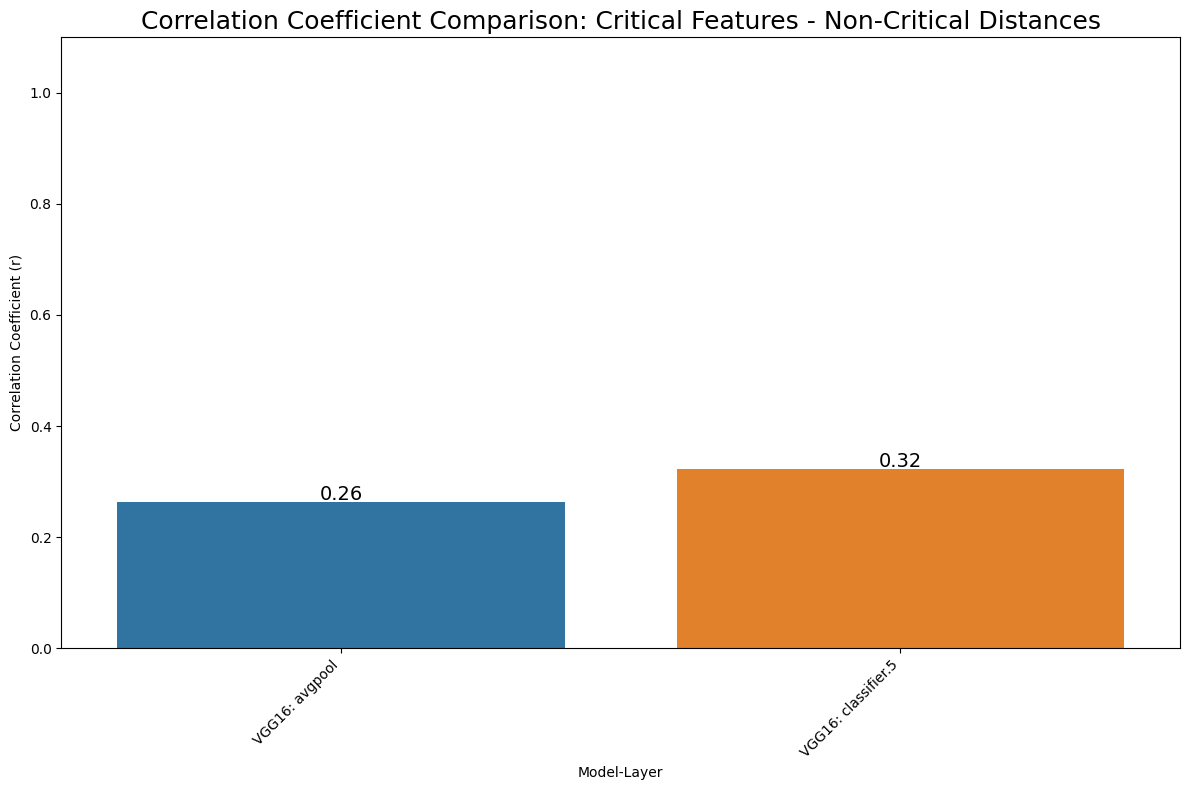 Correlation Coefficient Comparison: Critical Features - Non-Critical Distances
Correlation Coefficient (r)
1.0
0.8
0.6
0.4
0.2
0.0
0.26
0.32
VGG16: avgpool
VGG16: classifier.5
Model-Layer